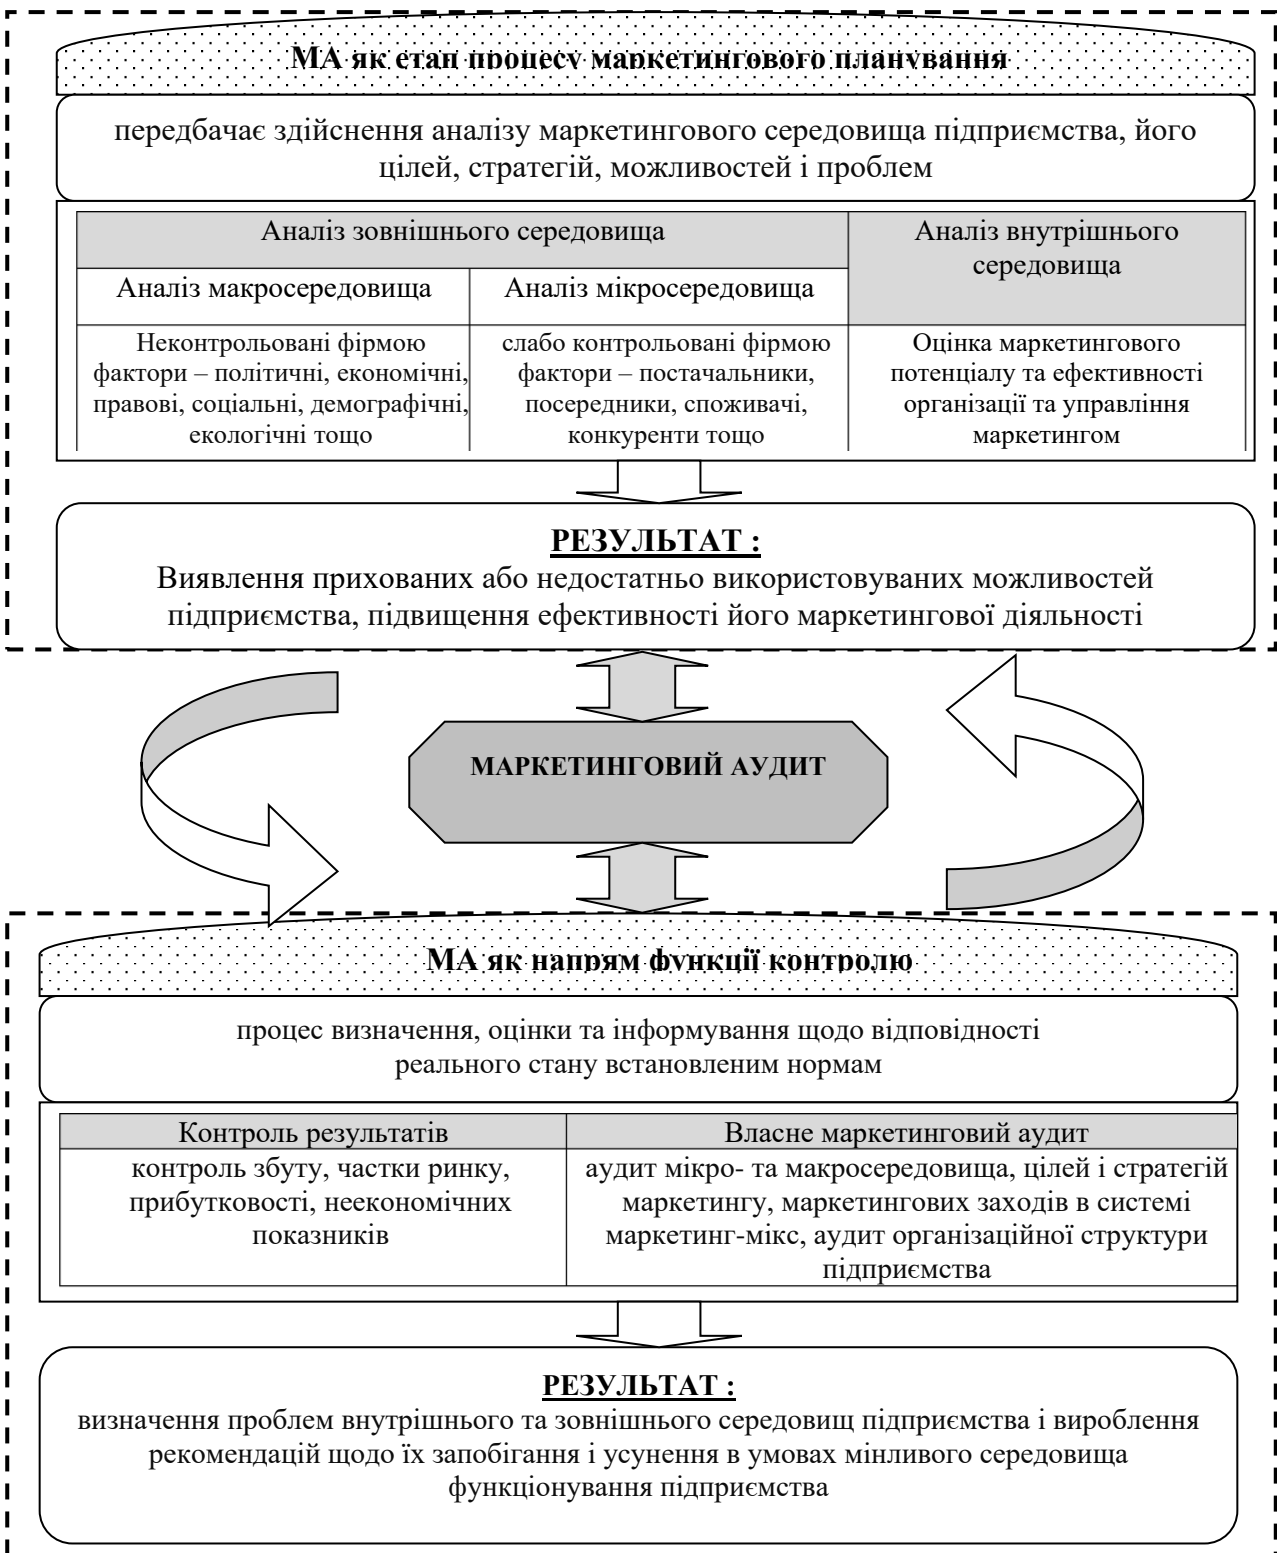 МА як етап процесу маркетингового планування
передбачає здійснення аналізу маркетингового середовища підприємства, його
цілей, стратегій, можливостей і проблем
Аналіз зовнішнього середовища
Аналіз внутрішнього
середовища
Аналіз макросередовища
Аналіз мікросередовища
Неконтрольовані фірмою
фактори – політичні, економічні,
правові, соціальні, демографічні,
екологічні тощо
слабо контрольовані фірмою
фактори – постачальники,
посередники, споживачі,
конкуренти тощо
Оцінка маркетингового
потенціалу та ефективності
організації та управління
маркетингом
РЕЗУЛЬТАТ :
Виявлення прихованих або недостатньо використовуваних можливостей
підприємства, підвищення ефективності його маркетингової діяльності
МАРКЕТИНГОВИЙ АУДИТ
МА як напрям функції контролю
процес визначення, оцінки та інформування щодо відповідності
реального стану встановленим нормам
Контроль результатів
Власне маркетинговий аудит
контроль збуту, частки ринку,
прибутковості, неекономічних
показників
аудит мікро- та макросередовища, цілей і стратегій
маркетингу, маркетингових заходів в системі
маркетинг-мікс, аудит організаційної структури
підприємства
РЕЗУЛЬТАТ :
визначення проблем внутрішнього та зовнішнього середовищ підприємства і вироблення
рекомендацій щодо їх запобігання і усунення в умовах мінливого середовища
функціонування підприємства